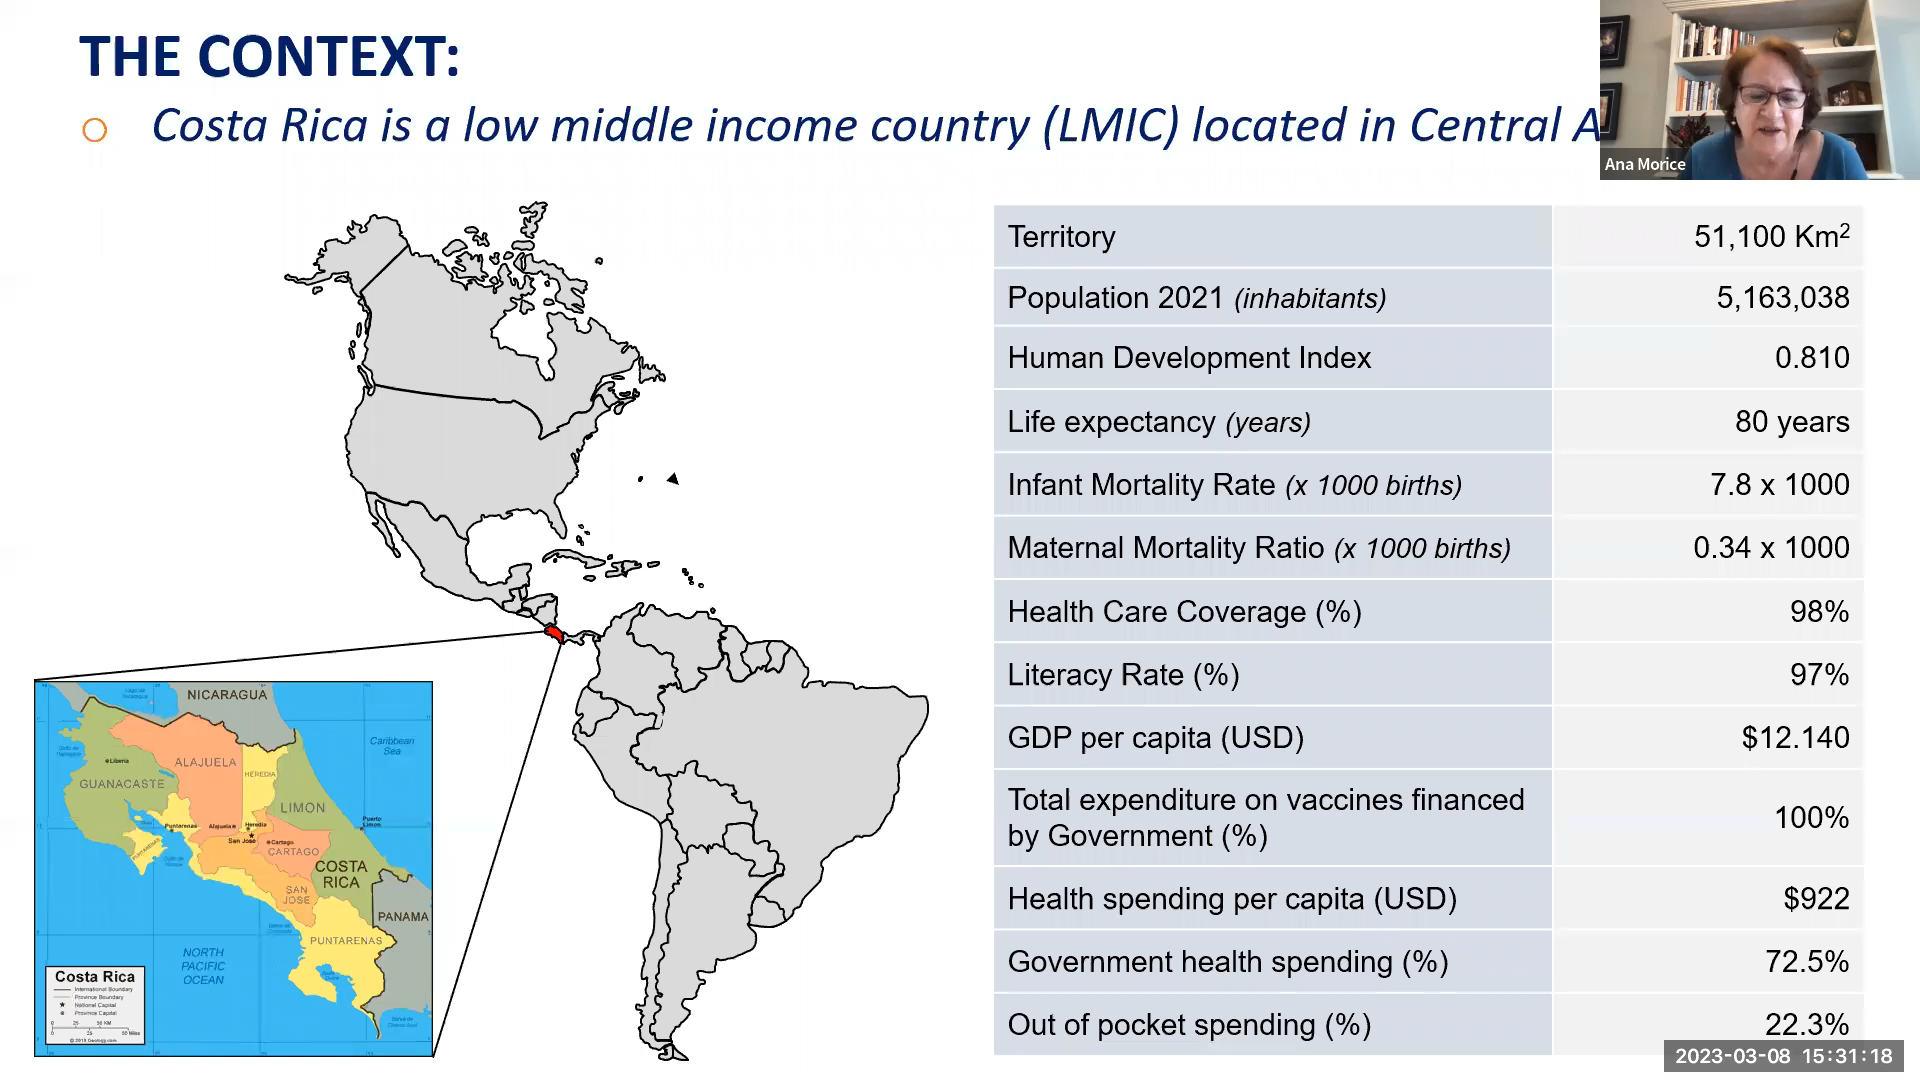 THE CONTEXT:
Costa Rica is a low middle income country (LMIC) located in Central A
Ana Morice
Territory 51,100 Km²
Population 2021 (inhabitants) 5,163,038
Human Development Index 0.810
Life expectancy (years) 80 years
Infant Mortality Rate (x 1000 births) 7.8 x 1000
Maternal Mortality Ratio (x 1000 births) 0.34 x 1000
Health Care Coverage (%) 98%
Literacy Rate (%) 97%
GDP per capita (USD) $12.140
Total expenditure on vaccines financed
by Government (%) 100%
Health spending per capita (USD) $922
Government health spending (%) 72.5%
Out of pocket spending (%) 22.3%
NICARAGUA
Caribbean
Sea
Liberia
ALAJUELA
GUANACASTE
HEREDIA
LIMON
Puerto
Limon
Puntarenas
Alajuela
Heredia
San José
Cartago
CARTAGO
PUNTARENAS
COSTA
RICA
SAN
JOSE
PANAMA
PUNTARENAS
NORTH
PACIFIC
OCEAN
Costa Rica
International Boundary
Province Boundary
National Capital
Province Capital
2023-03-08 15:31:18